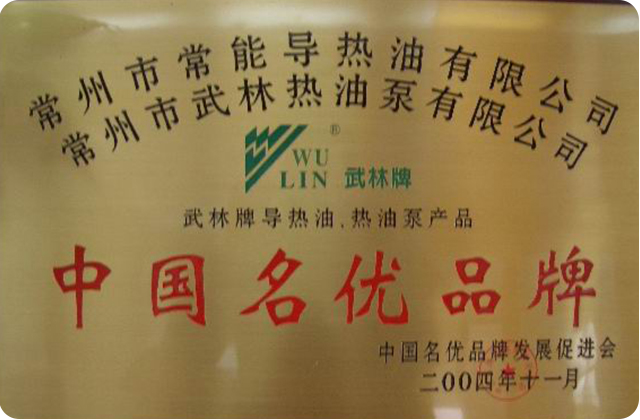 常州市常能导热油有限公司
常州市武林热油泵有限公司
WU
LIN
®
武林牌
武林牌导热油、热油泵产品
中国名优品牌
中国名优品牌发展促进会
二00四年十一月